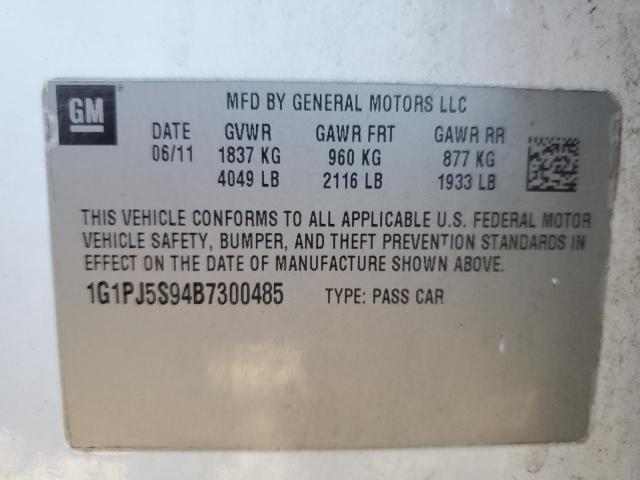 GM
MFD BY GENERAL MOTORS LLC
DATE GVWR GAWR FRT GAWR RR
06/11 1837 KG 960 KG 877 KG
4049 LB 2116 LB 1933 LB
THIS VEHICLE CONFORMS TO ALL APPLICABLE U.S. FEDERAL MOTOR
VEHICLE SAFETY, BUMPER, AND THEFT PREVENTION STANDARDS IN
EFFECT ON THE DATE OF MANUFACTURE SHOWN ABOVE.
1G1PJ5S94B7300485 TYPE: PASS CAR